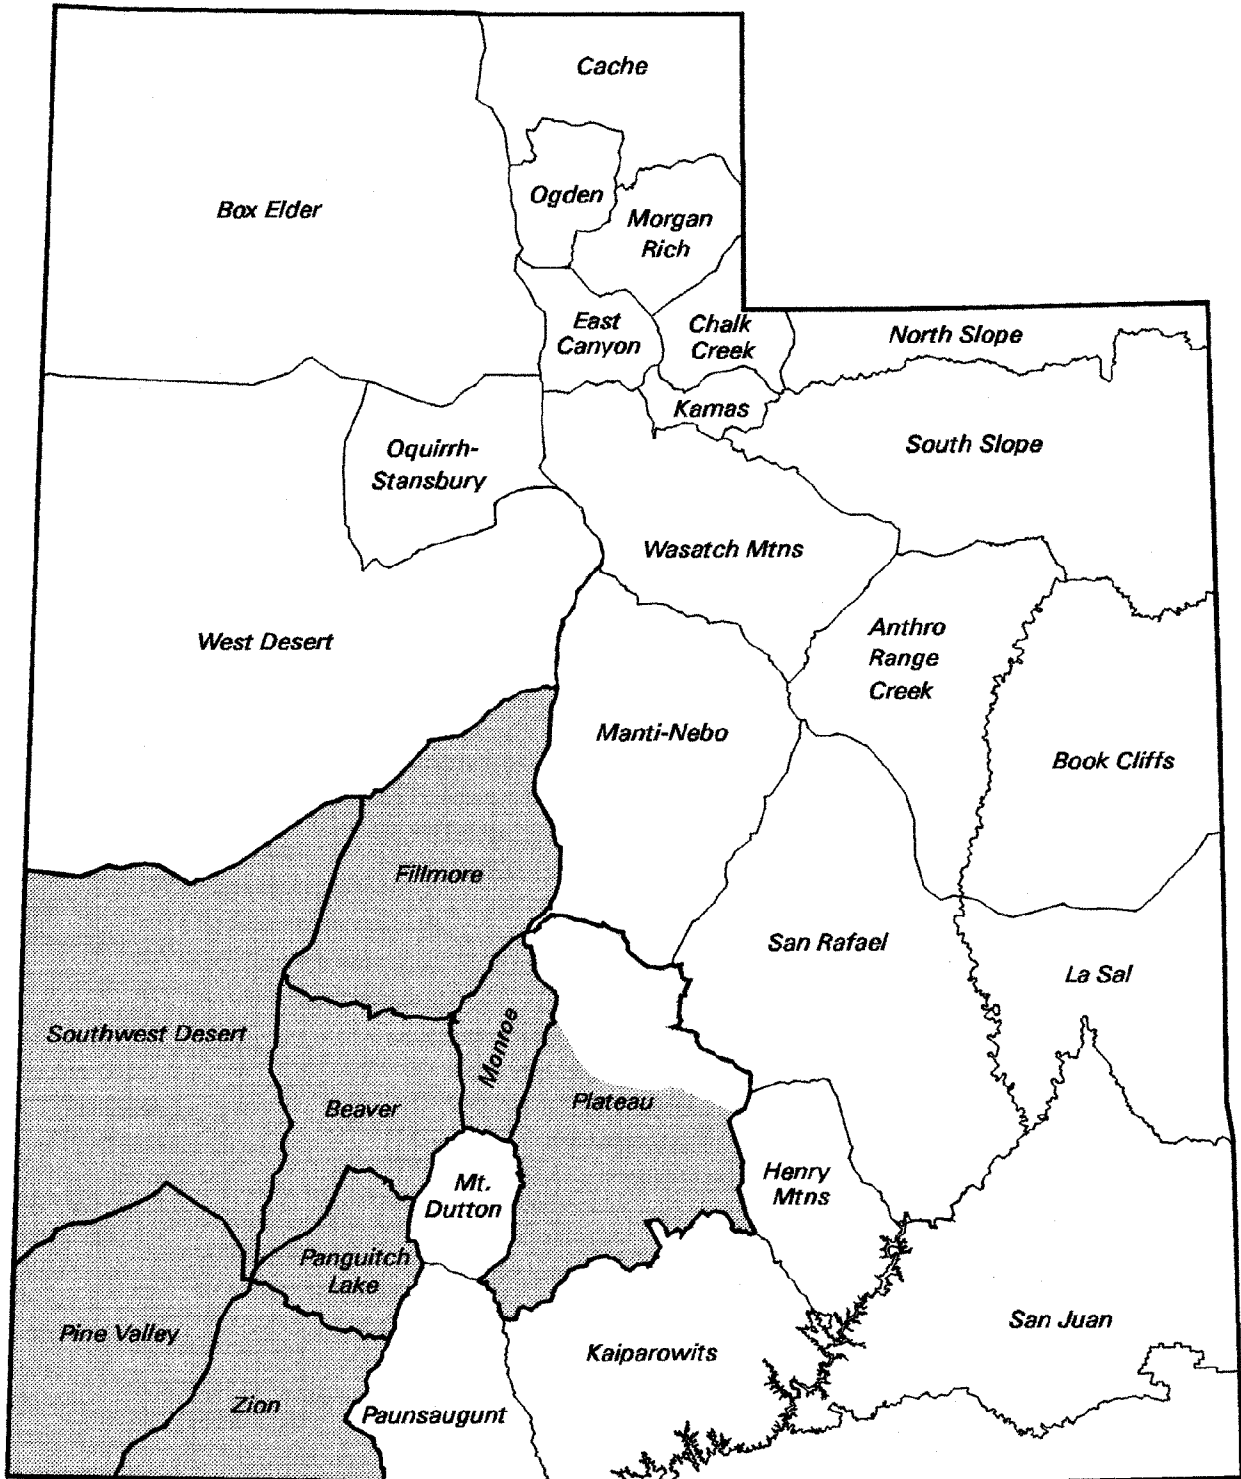 Cache
Box Elder
Ogden
Morgan
Rich
East
Canyon
Chalk
Creek
North Slope
Kamas
South Slope
Oquirrh-
Stansbury
Wasatch Mtns
West Desert
Anthro
Range
Creek
Manti-Nebo
Book Cliffs
Fillmore
San Rafael
La Sal
Southwest Desert
Monroe
Beaver
Plateau
Mt.
Dutton
Henry
Mtns
Panguitch
Lake
Pine Valley
San Juan
Kaiparowits
Zion
Paunsaugunt